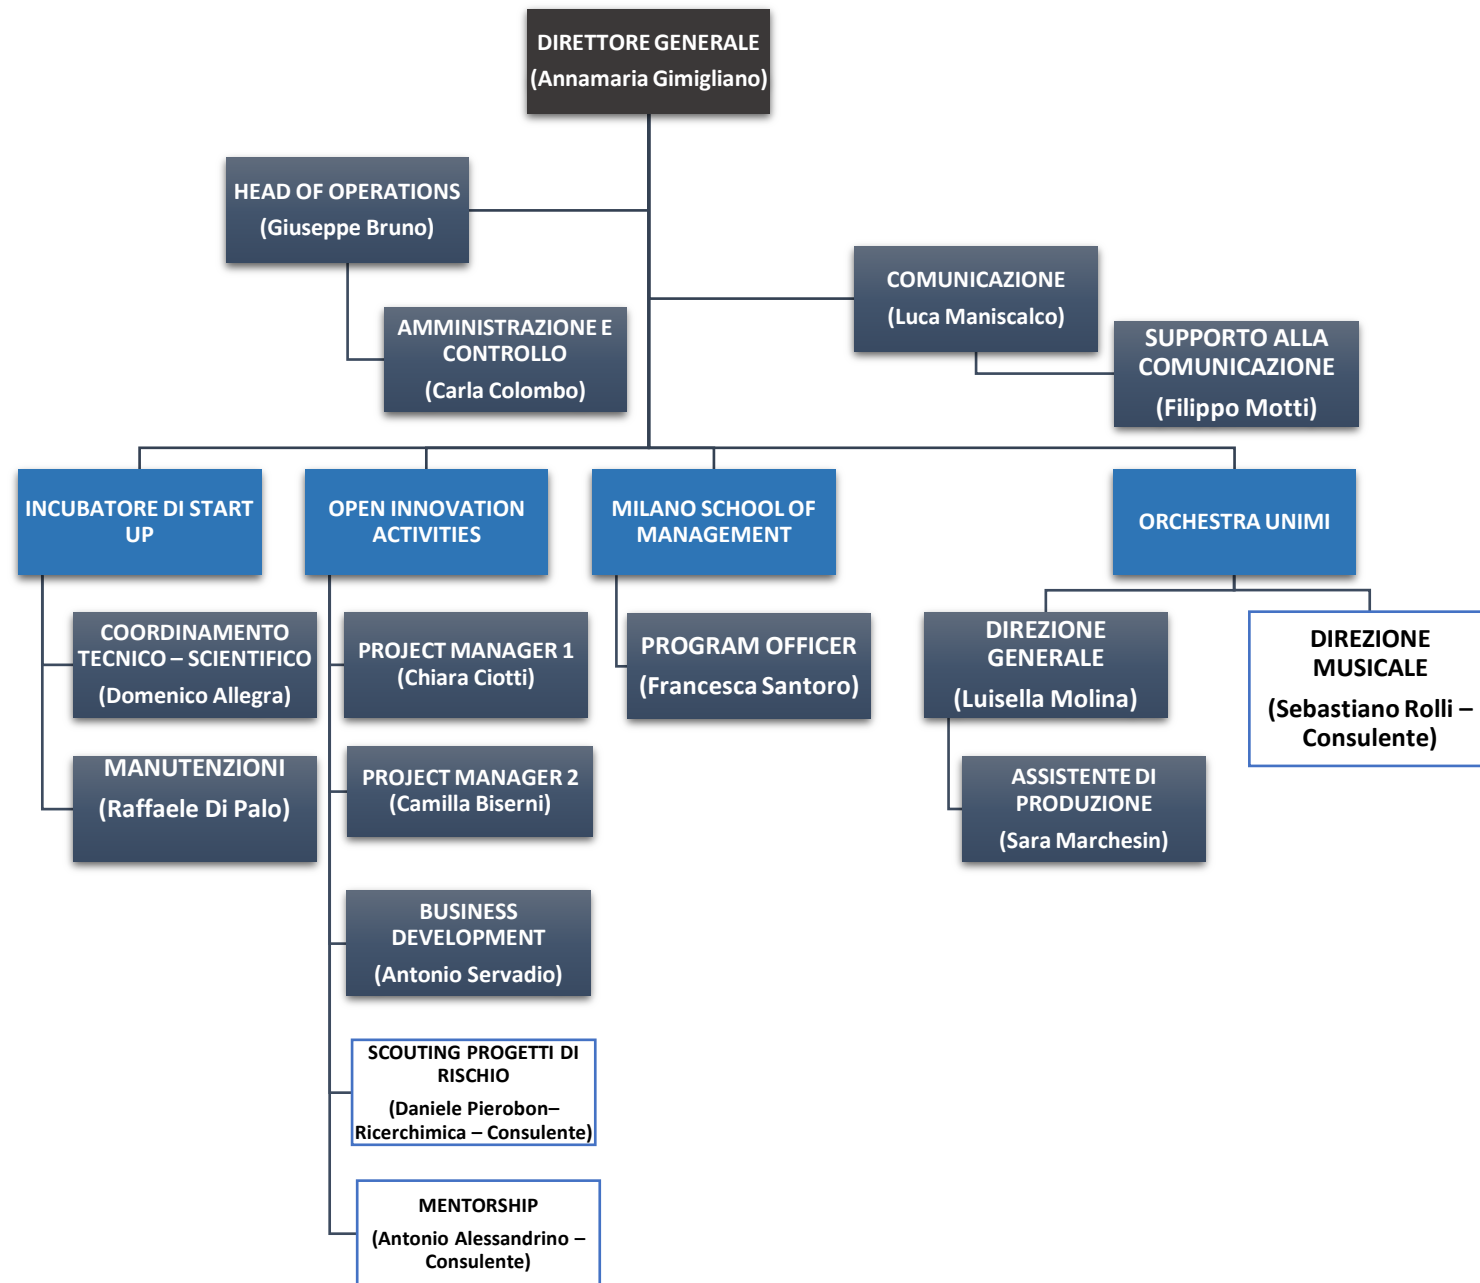 DIRETTORE GENERALE
(Annamaria Gimigliano)
HEAD OF OPERATIONS
(Giuseppe Bruno)
COMUNICAZIONE
(Luca Maniscalco)
AMMINISTRAZIONE E
CONTROLLO
(Carla Colombo)
SUPPORTO ALLA
COMUNICAZIONE
(Filippo Motti)
INCUBATORE DI START
UP
OPEN INNOVATION
ACTIVITIES
MILANO SCHOOL OF
MANAGEMENT
ORCHESTRA UNIMI
COORDINAMENTO
TECNICO – SCIENTIFICO
(Domenico Allegra)
MANUTENZIONI
(Raffaele Di Palo)
PROJECT MANAGER 1
(Chiara Ciotti)
PROJECT MANAGER 2
(Camilla Biserni)
BUSINESS
DEVELOPMENT
(Antonio Servadio)
SCOUTING PROGETTI DI
RISCHIO
(Daniele Pierobon–
Ricerchimica – Consulente)
MENTORSHIP
(Antonio Alessandrino –
Consulente)
PROGRAM OFFICER
(Francesca Santoro)
DIREZIONE
GENERALE
(Luisella Molina)
ASSISTENTE DI
PRODUZIONE
(Sara Marchesin)
DIREZIONE
MUSICALE
(Sebastiano Rolli –
Consulente)